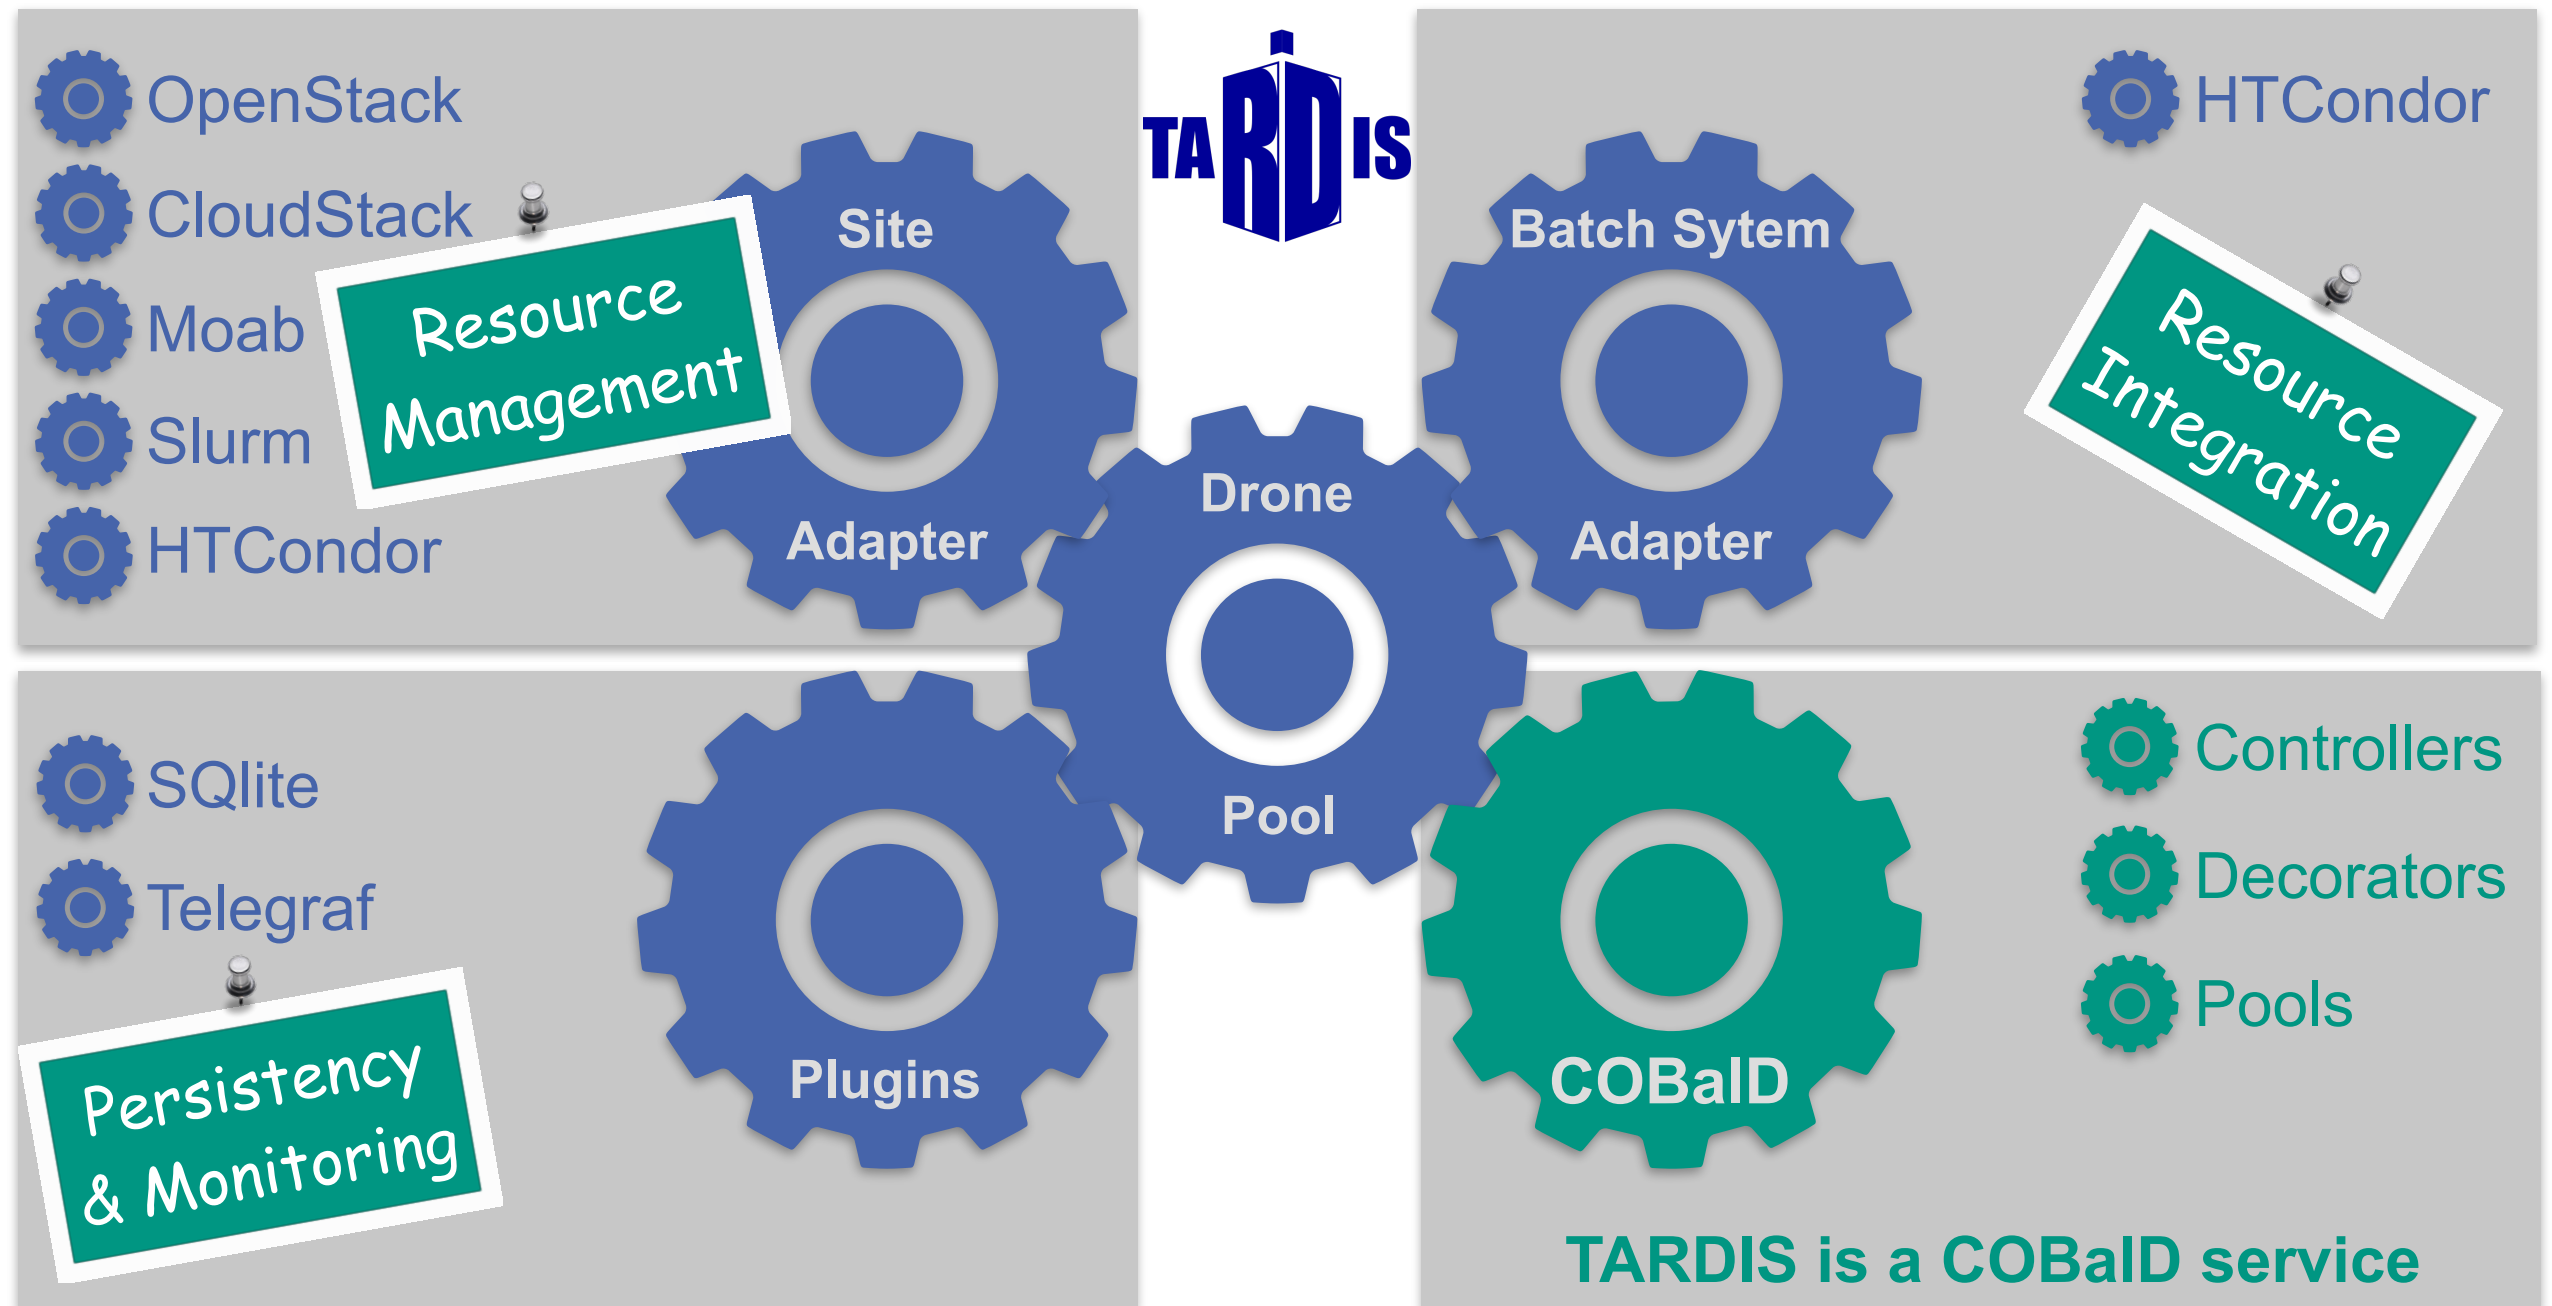 OpenStack
CloudStack
Moab
Slurm
HTCondor
Resource
Management
Site
Adapter
TARDIS
Batch Sytem
Adapter
HTCondor
Resource
Integration
Drone
Pool
SQlite
Telegraf
Persistency
& Monitoring
Plugins
COBalD
Controllers
Decorators
Pools
TARDIS is a COBalD service